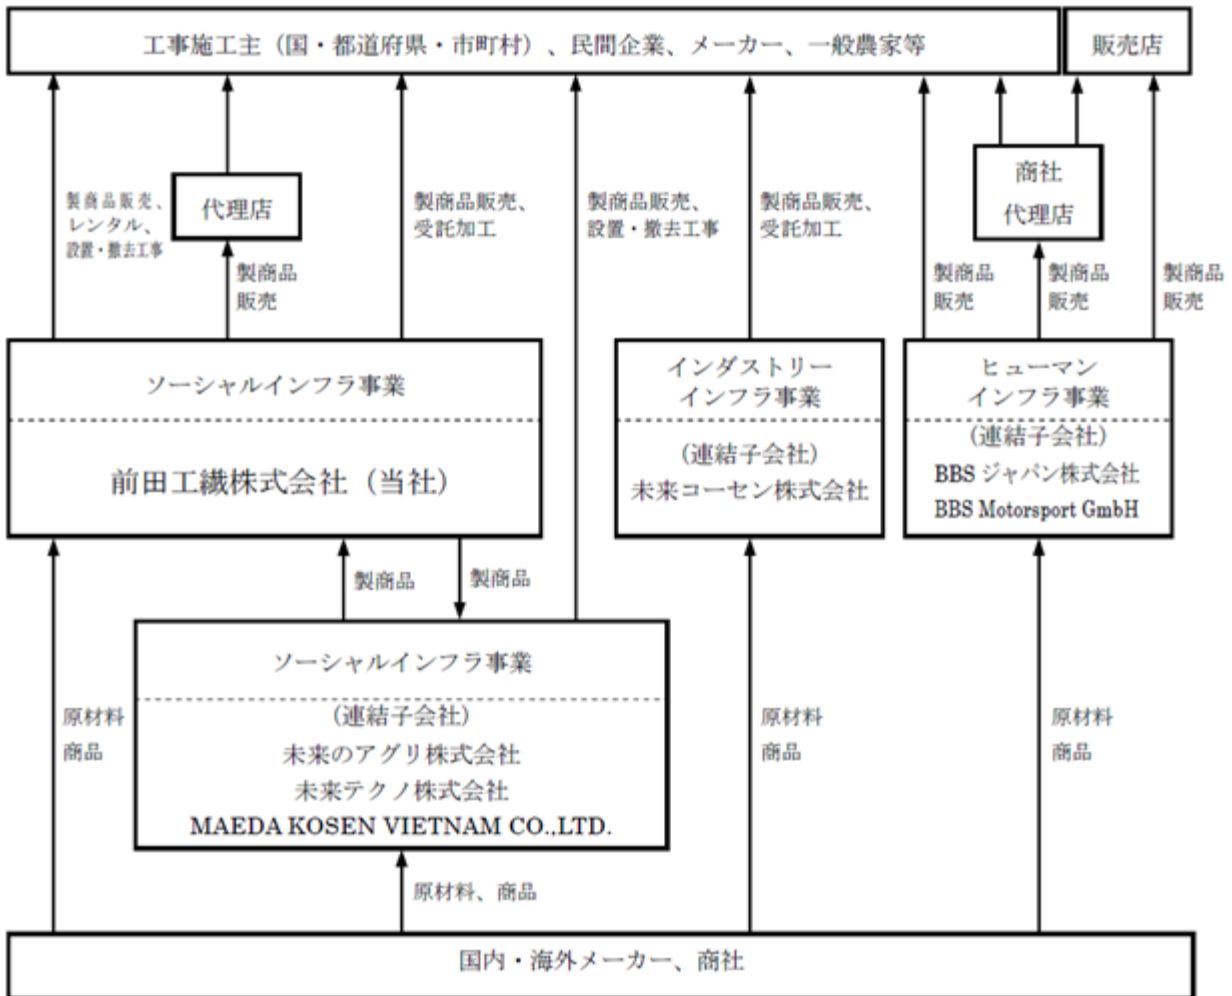 工事施工主（国・都道府県・市町村）、民間企業、メーカー、一般農家等
販売店
製商品販売、
レンタル、
設置・撤去工事
代理店
製商品
販売
製商品販売、
受託加工
製商品販売、
設置・撤去工事
製商品販売、
受託加工
商社
代理店
製商品
販売
製商品
販売
製商品
販売
ソーシャルインフラ事業
前田工繊株式会社（当社）
インダストリー
インフラ事業
（連結子会社）
未来コーセン株式会社
ヒューマン
インフラ事業
（連結子会社）
BBS ジャパン株式会社
BBS Motorsport GmbH
製商品
製商品
ソーシャルインフラ事業
（連結子会社）
未来のアグリ株式会社
未来テクノ株式会社
MAEDA KOSEN VIETNAM CO.,LTD.
原材料
商品
原材料、商品
原材料
商品
原材料
商品
国内・海外メーカー、商社